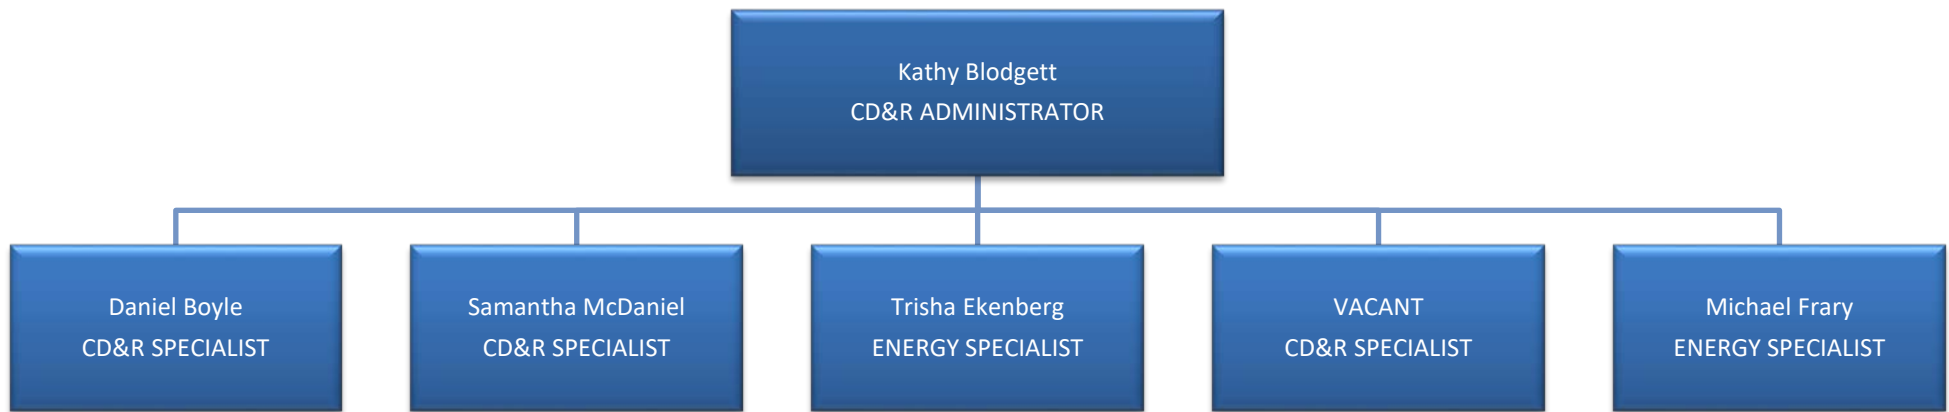 Kathy Blodgett
CD&R ADMINISTRATOR
Daniel Boyle
CD&R SPECIALIST
Samantha McDaniel
CD&R SPECIALIST
Trisha Ekenberg
ENERGY SPECIALIST
VACANT
CD&R SPECIALIST
Michael Frary
ENERGY SPECIALIST